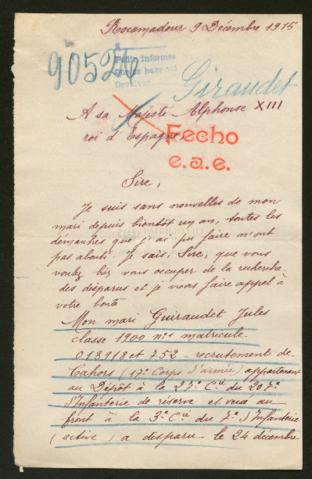 Rocamadour 9 Décembre 1915
90520
Pedir informes
Giraudet
A sa Majesté Alphonse XIII
roi d'Espagne
Fecho
e.a.e.
Sire,
Je suis sans nouvelles de mon
mari depuis bientôt un an, toutes les
démarches que j'ai pu faire n'ont
pas abouti. Je sais, Sire, que vous
voulez bien vous occuper de la recherche
des disparus et je viens faire appel à
votre bonté
Mon mari Guiraudet Jules
classe 1900 nos matricule
013918 et 752 - recrutement de
Cahors (17e Corps d'armée) appartenant
au Dépôt à la 27e Cie du 207e
d'Infanterie de réserve et au
front à la 3e Cie du 7e d'Infanterie
(active) a disparu le 24 décembre